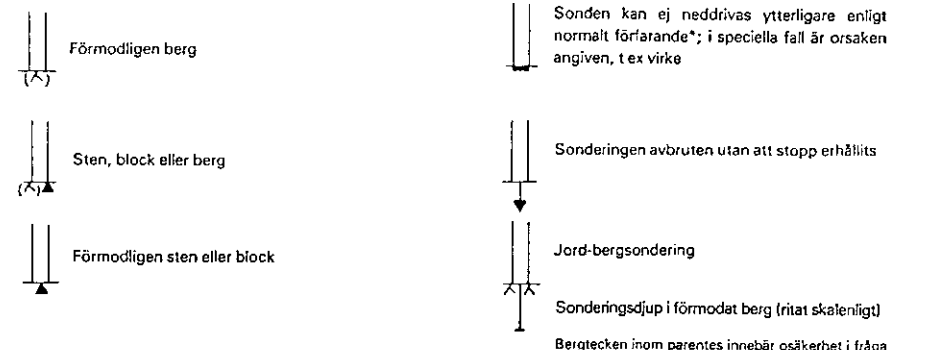 Förmodligen berg
Sten, block eller berg
Förmodligen sten eller block
Sonden kan ej neddrivas ytterligare enligt
normalt förfarande*; i speciella fall är orsaken
angiven, t ex virke
Sonderingen avbruten utan att stopp erhållits
Jord-bergsondering
Sonderingsdjup i förmodat berg (ritat skalenligt)
Bergtecken inom parentes innebär osäkerhet i fråga